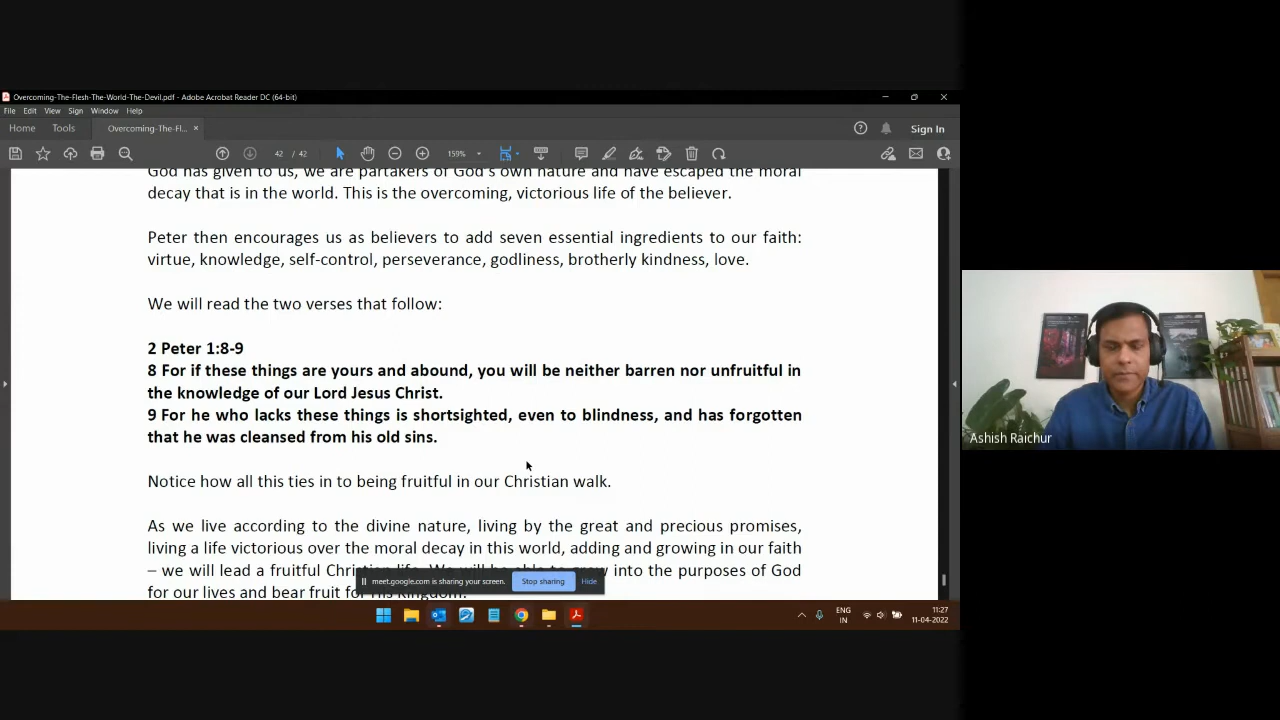 Overcoming-The-Flesh-The-World-The-Devil.pdf - Adobe Acrobat Reader DC (64-bit)
File Edit View Sign Window Help
Home Tools Overcoming-The-Fl... × Sign In
42 / 42 159%
God has given to us, we are partakers of God's own nature and have escaped the moral
decay that is in the world. This is the overcoming, victorious life of the believer.
Peter then encourages us as believers to add seven essential ingredients to our faith:
virtue, knowledge, self-control, perseverance, godliness, brotherly kindness, love.
We will read the two verses that follow:
2 Peter 1:8-9
8 For if these things are yours and abound, you will be neither barren nor unfruitful in
the knowledge of our Lord Jesus Christ.
9 For he who lacks these things is shortsighted, even to blindness, and has forgotten
that he was cleansed from his old sins.
Notice how all this ties in to being fruitful in our Christian walk.
As we live according to the divine nature, living by the great and precious promises,
living a life victorious over the moral decay in this world, adding and growing in our faith
– we will lead a fruitful Christian life. We will be able to grow into the purposes of God
for our lives and bear fruit for His Kingdom.
meet.google.com is sharing your screen. Stop sharing Hide
ENG
IN
11:27
11-04-2022
Ashish Raichur